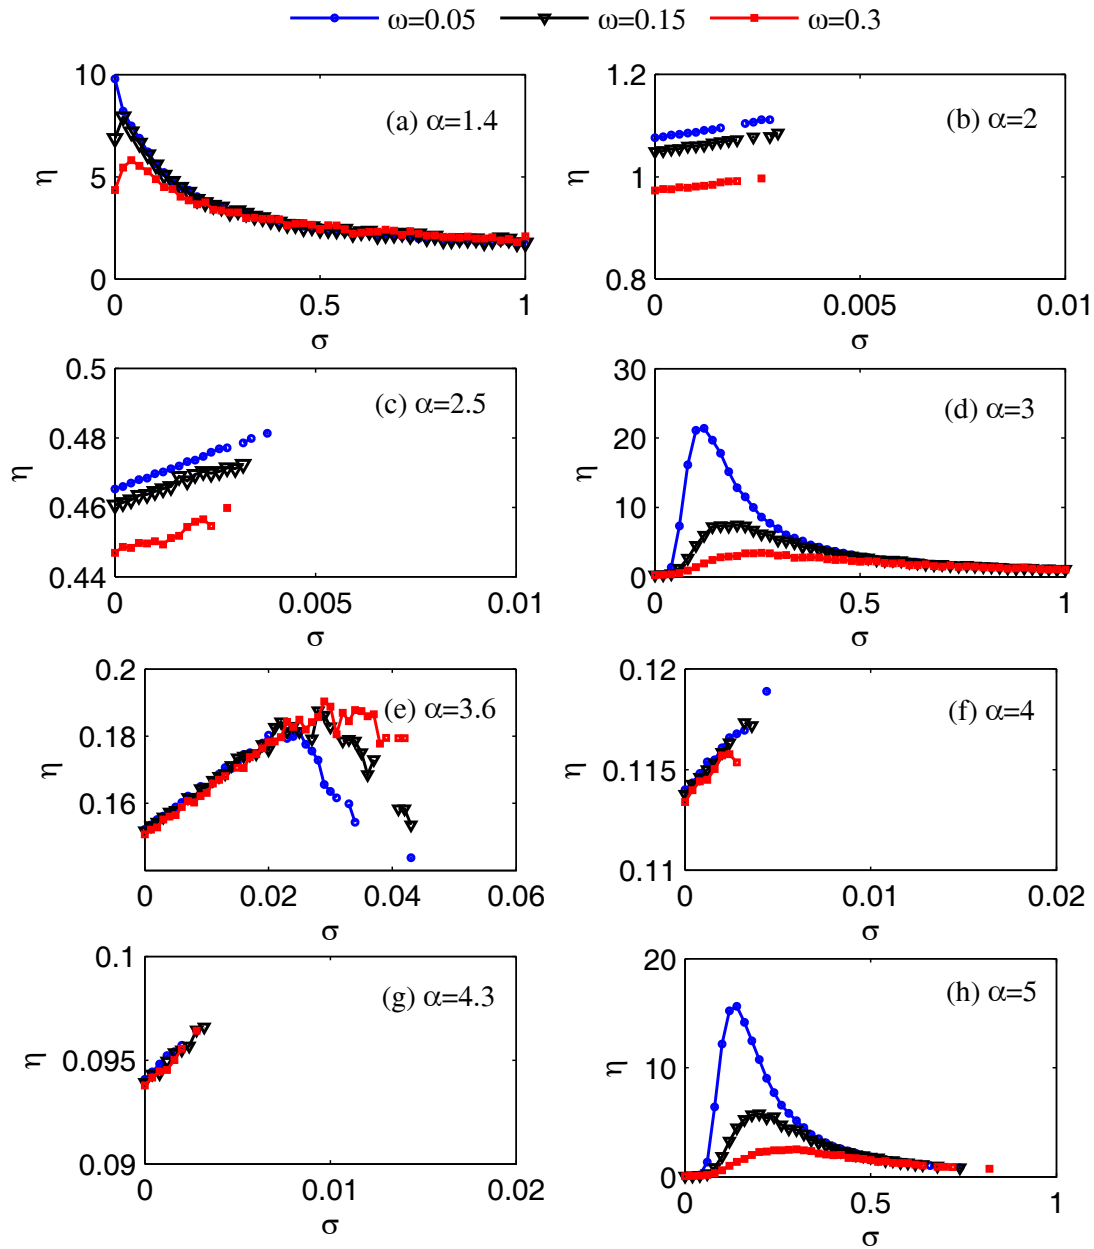 ω=0.05 ω=0.15 ω=0.3
(a) α=1.4
10
5
0
η
0 0.5 1
σ
(b) α=2
1.2
1
0.8
η
0 0.005 0.01
σ
(c) α=2.5
0.5
0.48
0.46
0.44
η
0 0.005 0.01
σ
(d) α=3
30
20
10
0
η
0 0.5 1
σ
(e) α=3.6
0.2
0.18
0.16
η
0 0.02 0.04 0.06
σ
(f) α=4
0.12
0.115
0.11
η
0 0.01 0.02
σ
(g) α=4.3
0.1
0.095
0.09
η
0 0.01 0.02
σ
(h) α=5
20
10
0
η
0 0.5 1
σ